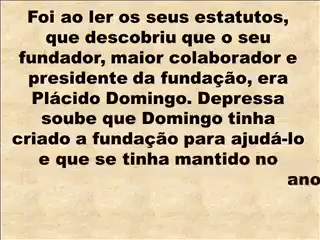 Foi ao ler os seus estatutos,
que descobriu que o seu
fundador, maior colaborador e
presidente da fundação, era
Plácido Domingo. Depressa
soube que Domingo tinha
criado a fundação para ajudá-lo
e que se tinha mantido no
ano